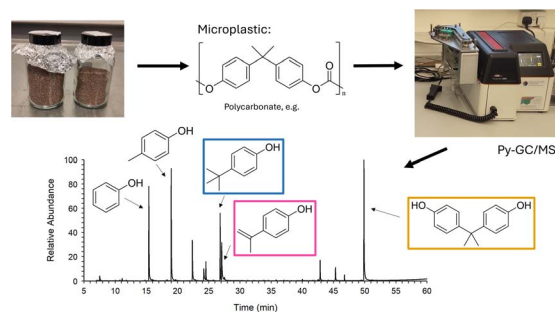 Microplastic:
O
O
O
n
Polycarbonate, e.g.
Py-GC/MS
OH
OH
OH
OH
HO
OH
Relative Abundance
100
80
60
40
20
0
5 10 15 20 25 30 35 40 45 50 55 60
Time (min)